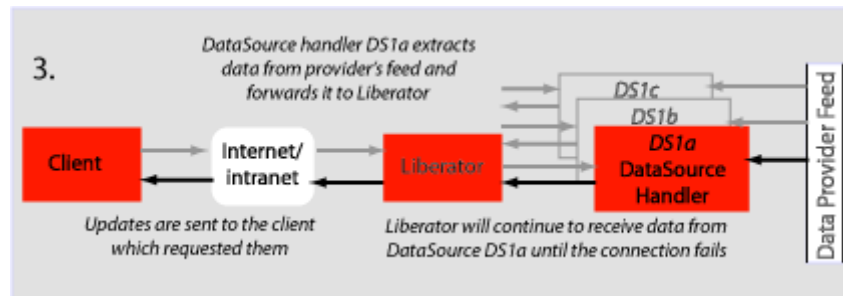 3.
DataSource handler DS1a extracts
data from provider's feed and
forwards it to Liberator
DS1c
DS1b
DS1a
DataSource
Handler
Client
Internet/
intranet
Liberator
Data Provider Feed
Updates are sent to the client
which requested them
Liberator will continue to receive data from
DataSource DS1a until the connection fails